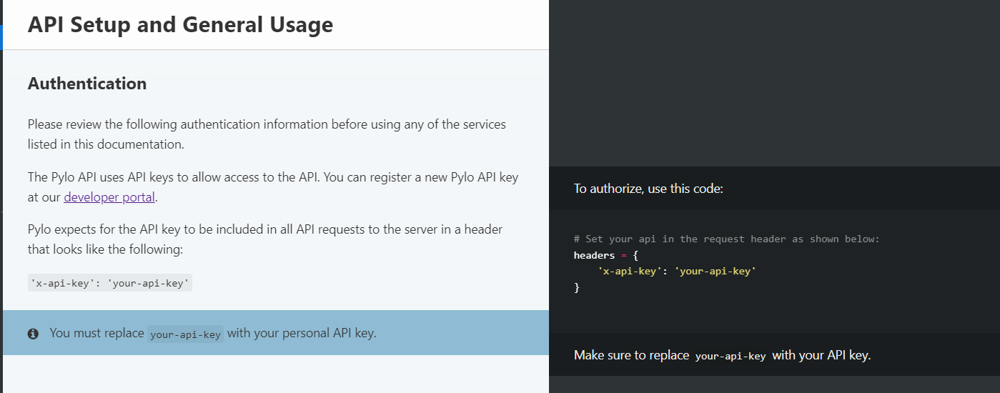 API Setup and General Usage
Authentication
Please review the following authentication information before using any of the services
listed in this documentation.
The Pylo API uses API keys to allow access to the API. You can register a new Pylo API key
at our developer portal.
Pylo expects for the API key to be included in all API requests to the server in a header
that looks like the following:
'x-api-key': 'your-api-key'
You must replace your-api-key with your personal API key.
To authorize, use this code:
# Set your api in the request header as shown below:
headers = {
    'x-api-key': 'your-api-key'
}
Make sure to replace your-api-key with your API key.